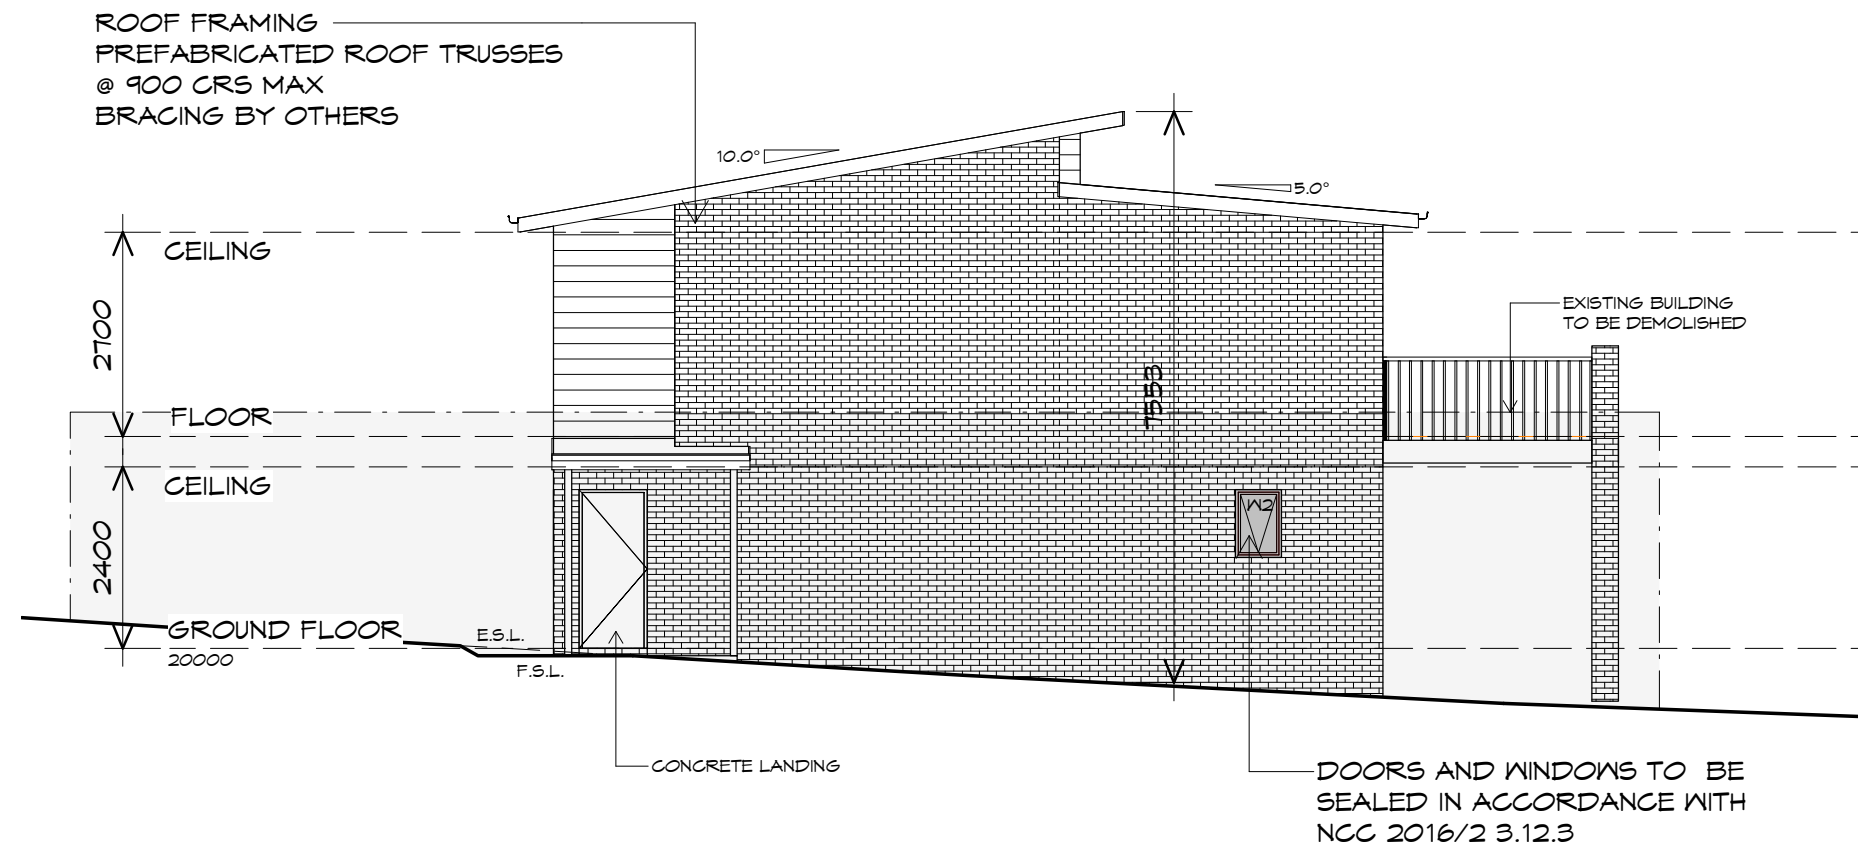 ROOF FRAMING
PREFABRICATED ROOF TRUSSES
@ 900 CRS MAX
BRACING BY OTHERS
10.0°
5.0°
CEILING
2700
EXISTING BUILDING
TO BE DEMOLISHED
7553
FLOOR
CEILING
W2
2400
GROUND FLOOR
20000
E.S.L.
F.S.L.
CONCRETE LANDING
DOORS AND WINDOWS TO BE
SEALED IN ACCORDANCE WITH
NCC 2016/2 3.12.3